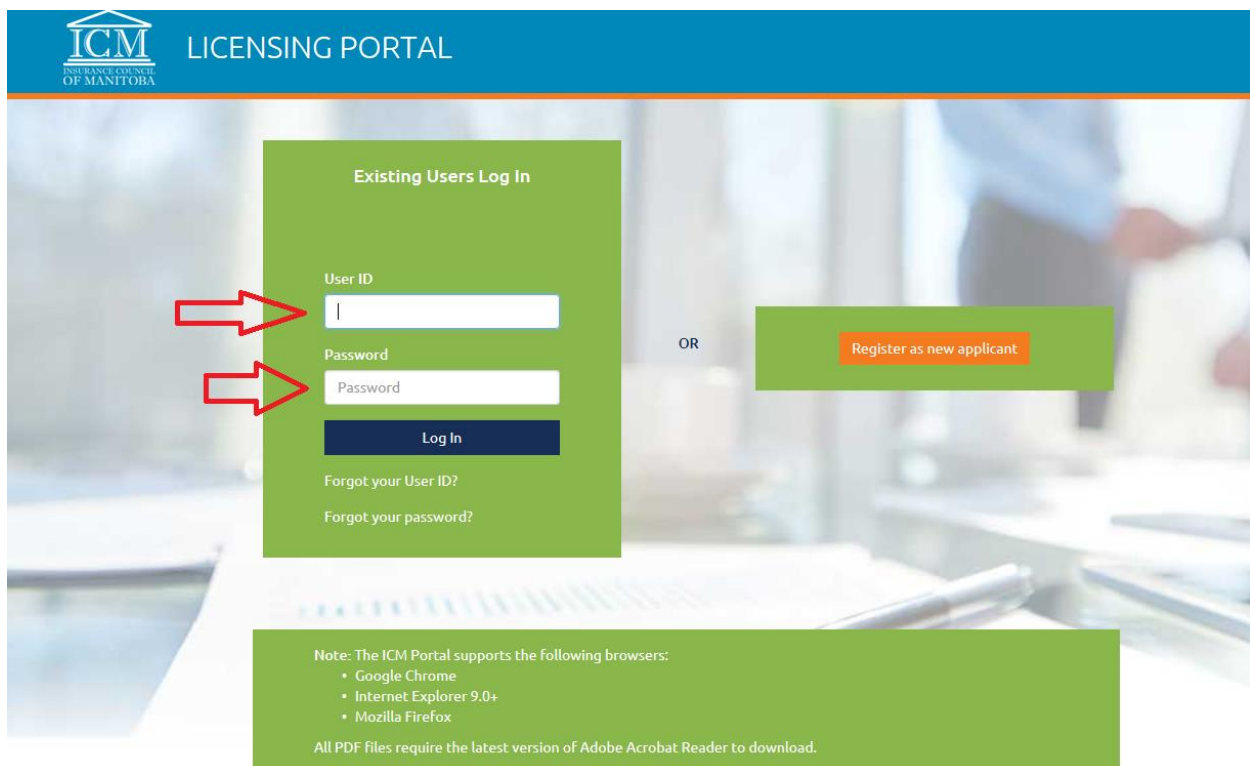 ICM
INSURANCE COUNCIL
OF MANITOBA
LICENSING PORTAL
Existing Users Log In
User ID
Password
Password
Log In
Forgot your User ID?
Forgot your password?
OR
Register as new applicant
Note: The ICM Portal supports the following browsers:
• Google Chrome
• Internet Explorer 9.0+
• Mozilla Firefox
All PDF files require the latest version of Adobe Acrobat Reader to download.